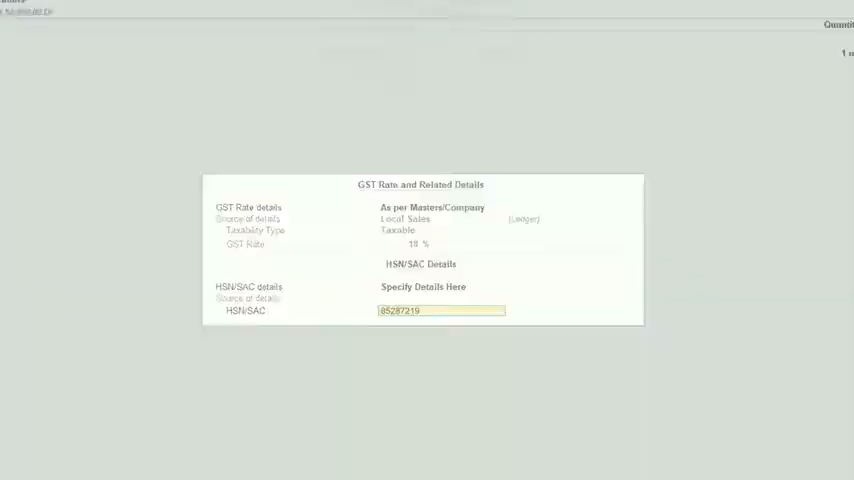 Quantit
1
GST Rate and Related Details
GST Rate details As per Masters/Company
Source of details Local Sales (Ledger)
Taxability Type Taxable
GST Rate 18 %
HSN/SAC Details
HSN/SAC details Specify Details Here
Source of details
HSN/SAC 85287219